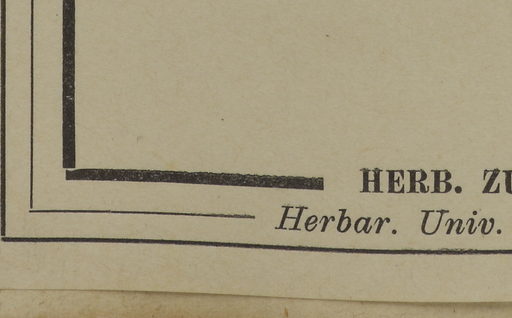 HERB. ZU
Herbar. Univ.